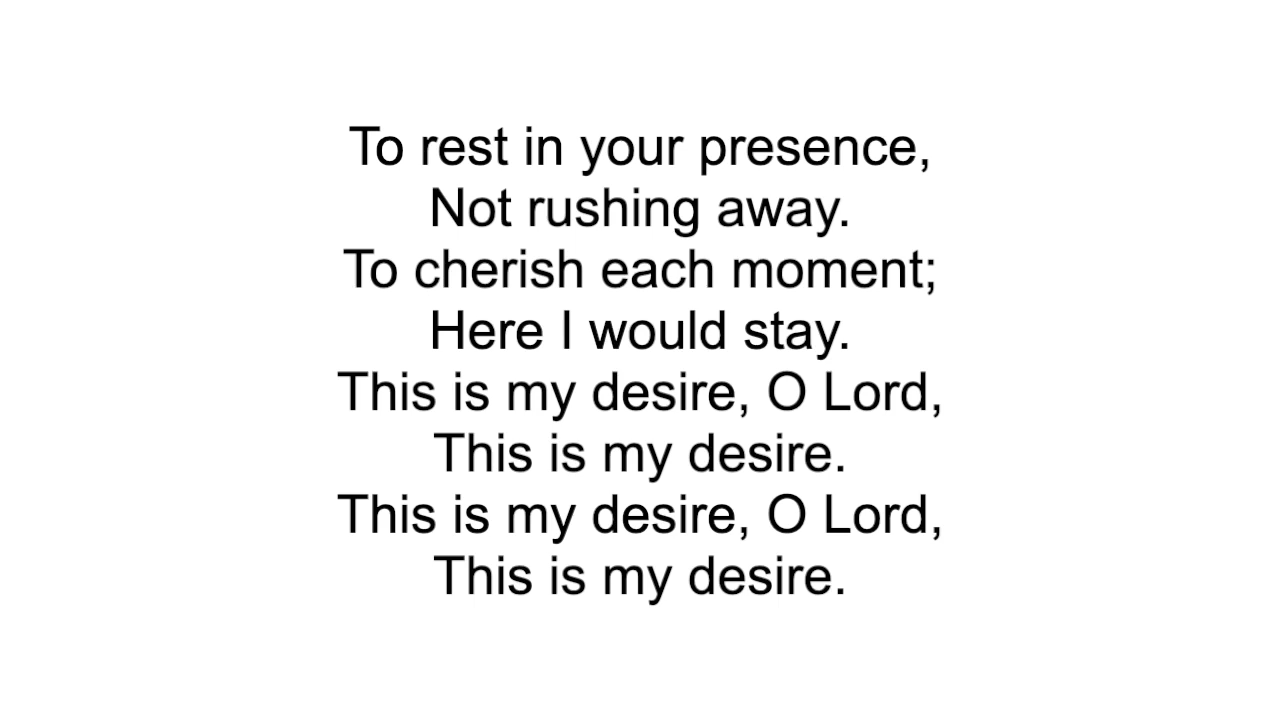 To rest in your presence,
Not rushing away.
To cherish each moment;
Here I would stay.
This is my desire, O Lord,
This is my desire.
This is my desire, O Lord,
This is my desire.